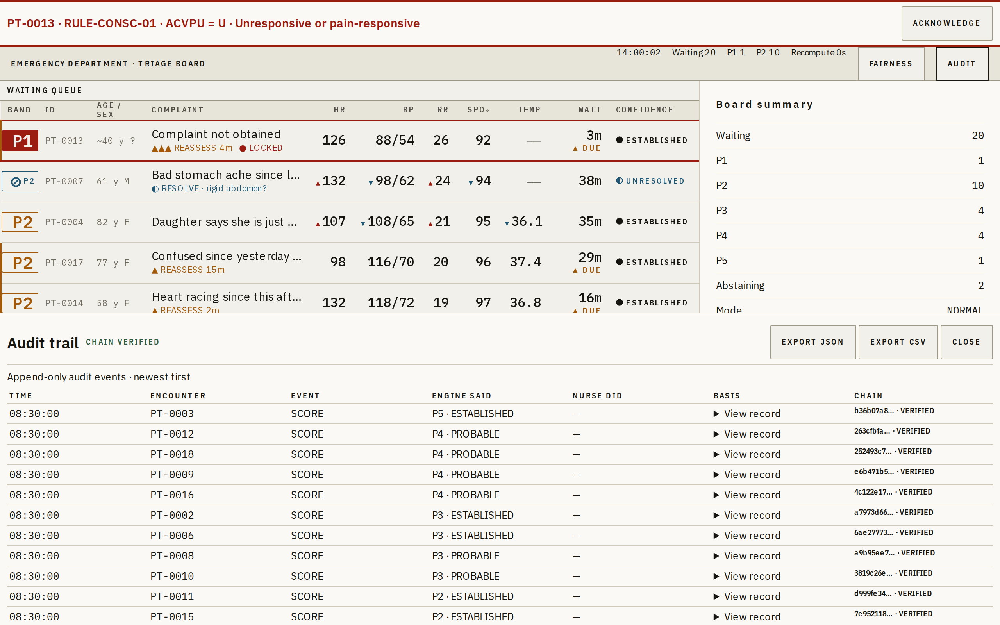 PT-0013 · RULE-CONSC-01 · ACVPU = U · Unresponsive or pain-responsive
ACKNOWLEDGE
EMERGENCY DEPARTMENT · TRIAGE BOARD
14:00:02 Waiting 20 P1 1 P2 10 Recompute 0s
FAIRNESS
AUDIT
WAITING QUEUE
BAND ID AGE / SEX COMPLAINT HR BP RR SPO₂ TEMP WAIT CONFIDENCE
P1 PT-0013 ~40 y ? Complaint not obtained 126 88/54 26 92 —— 3m ● ESTABLISHED
▲▲▲ REASSESS 4m ● LOCKED ▲ DUE
⊘ P2 PT-0007 61 y M Bad stomach ache since l… ▲132 ▼98/62 ▲24 ▼94 —— 38m ◐ UNRESOLVED
◐ RESOLVE · rigid abdomen?
P2 PT-0004 82 y F Daughter says she is just … ▲107 ▼108/65 ▲21 95 ▼36.1 35m ● ESTABLISHED
P2 PT-0017 77 y F Confused since yesterday … 98 116/70 20 96 37.4 29m ● ESTABLISHED
▲ REASSESS 15m ▲ DUE
P2 PT-0014 58 y F Heart racing since this aft… 132 118/72 19 97 36.8 16m ● ESTABLISHED
▲ REASSESS 2m ▲ DUE
Board summary
Waiting 20
P1 1
P2 10
P3 4
P4 4
P5 1
Abstaining 2
Mode NORMAL
Audit trail CHAIN VERIFIED
EXPORT JSON
EXPORT CSV
CLOSE
Append-only audit events · newest first
TIME ENCOUNTER EVENT ENGINE SAID NURSE DID BASIS CHAIN
08:30:00 PT-0003 SCORE P5 · ESTABLISHED — ▶ View record b36b07a8… · VERIFIED
08:30:00 PT-0012 SCORE P4 · PROBABLE — ▶ View record 263cfbfa… · VERIFIED
08:30:00 PT-0018 SCORE P4 · PROBABLE — ▶ View record 252493c7… · VERIFIED
08:30:00 PT-0009 SCORE P4 · PROBABLE — ▶ View record e6b471b5… · VERIFIED
08:30:00 PT-0016 SCORE P4 · PROBABLE — ▶ View record 4c122e17… · VERIFIED
08:30:00 PT-0002 SCORE P3 · ESTABLISHED — ▶ View record a7973d66… · VERIFIED
08:30:00 PT-0006 SCORE P3 · ESTABLISHED — ▶ View record 6ae27773… · VERIFIED
08:30:00 PT-0008 SCORE P3 · PROBABLE — ▶ View record a9b95ee7… · VERIFIED
08:30:00 PT-0010 SCORE P3 · PROBABLE — ▶ View record 3819c26e… · VERIFIED
08:30:00 PT-0011 SCORE P2 · ESTABLISHED — ▶ View record d999fe34… · VERIFIED
08:30:00 PT-0015 SCORE P2 · ESTABLISHED — ▶ View record 7e952118… · VERIFIED